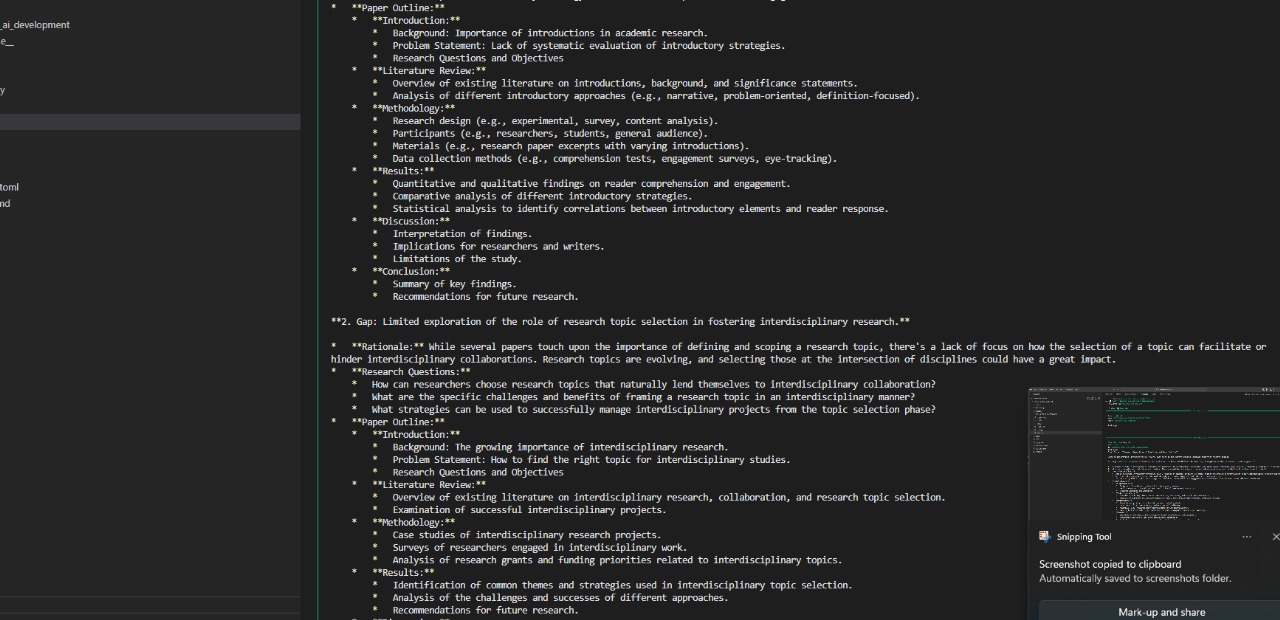 _ai_development
e__
y
toml
nd
*   **Paper Outline:**
*   **Introduction:**
*   Background: Importance of introductions in academic research.
*   Problem Statement: Lack of systematic evaluation of introductory strategies.
*   Research Questions and Objectives
*   **Literature Review:**
*   Overview of existing literature on introductions, background, and significance statements.
*   Analysis of different introductory approaches (e.g., narrative, problem-oriented, definition-focused).
*   **Methodology:**
*   Research design (e.g., experimental, survey, content analysis).
*   Participants (e.g., researchers, students, general audience).
*   Materials (e.g., research paper excerpts with varying introductions).
*   Data collection methods (e.g., comprehension tests, engagement surveys, eye-tracking).
*   **Results:**
*   Quantitative and qualitative findings on reader comprehension and engagement.
*   Comparative analysis of different introductory strategies.
*   Statistical analysis to identify correlations between introductory elements and reader response.
*   **Discussion:**
*   Interpretation of findings.
*   Implications for researchers and writers.
*   Limitations of the study.
*   **Conclusion:**
*   Summary of key findings.
*   Recommendations for future research.
**2. Gap: Limited exploration of the role of research topic selection in fostering interdisciplinary research.**
*   **Rationale:** While several papers touch upon the importance of defining and scoping a research topic, there's a lack of focus on how the selection of a topic can facilitate or
hinder interdisciplinary collaborations. Research topics are evolving, and selecting those at the intersection of disciplines could have a great impact.
*   **Research Questions:**
*   How can researchers choose research topics that naturally lend themselves to interdisciplinary collaboration?
*   What are the specific challenges and benefits of framing a research topic in an interdisciplinary manner?
*   What strategies can be used to successfully manage interdisciplinary projects from the topic selection phase?
*   **Paper Outline:**
*   **Introduction:**
*   Background: The growing importance of interdisciplinary research.
*   Problem Statement: How to find the right topic for interdisciplinary studies.
*   Research Questions and Objectives
*   **Literature Review:**
*   Overview of existing literature on interdisciplinary research, collaboration, and research topic selection.
*   Examination of successful interdisciplinary projects.
*   **Methodology:**
*   Case studies of interdisciplinary research projects.
*   Surveys of researchers engaged in interdisciplinary work.
*   Analysis of research grants and funding priorities related to interdisciplinary topics.
*   **Results:**
*   Identification of common themes and strategies used in interdisciplinary topic selection.
*   Analysis of the challenges and successes of different approaches.
*   Recommendations for future research.
Snipping Tool
Screenshot copied to clipboard
Automatically saved to screenshots folder.
Mark-up and share